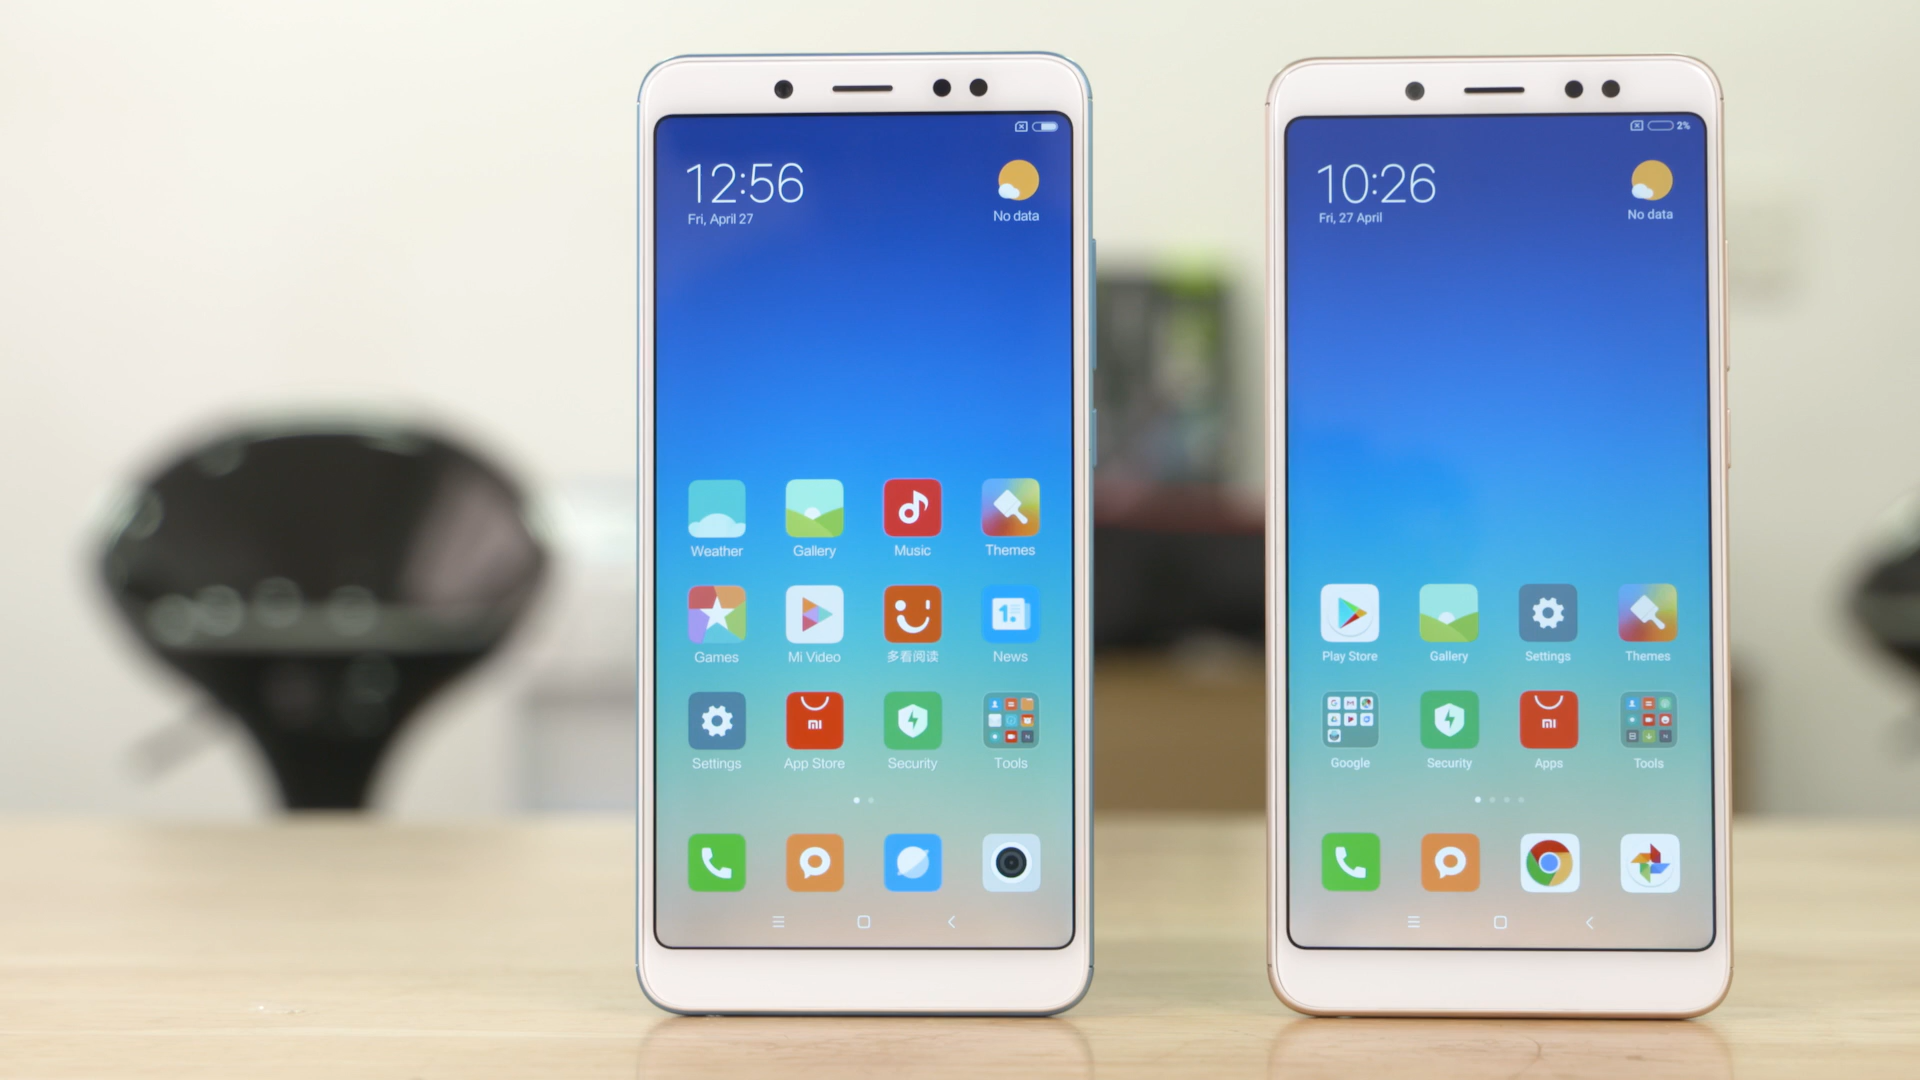 12:56
Fri, April 27
No data
Weather
Gallery
Music
Themes
Games
Mi Video
多看阅读
News
Settings
App Store
Security
Tools
2%
10:26
Fri, 27 April
No data
Play Store
Gallery
Settings
Themes
Google
Security
Apps
Tools